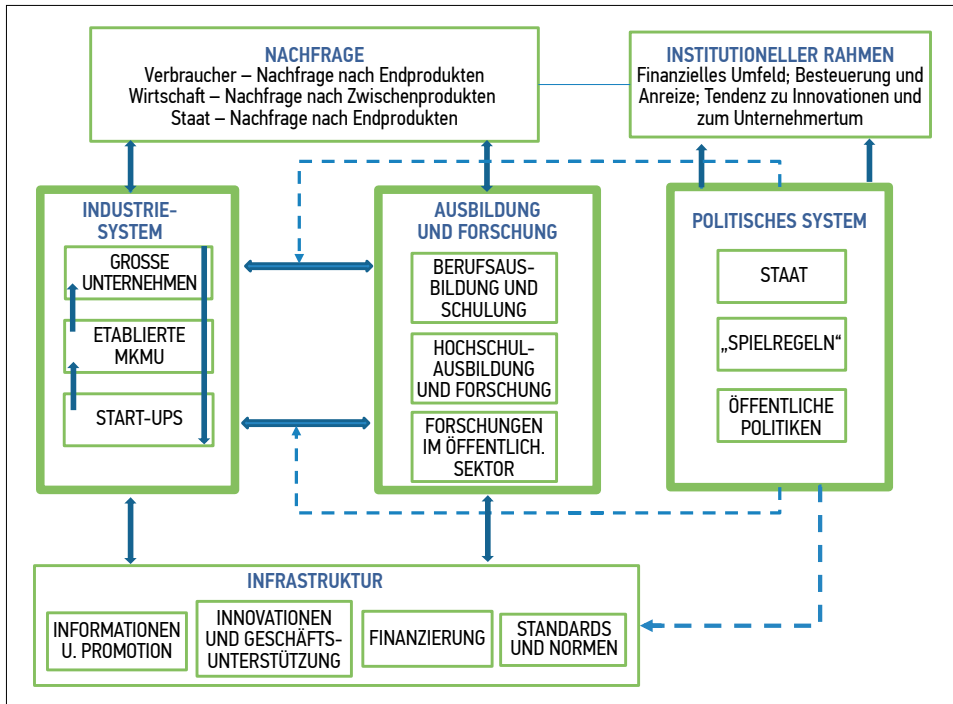 NACHFRAGE
Verbraucher – Nachfrage nach Endprodukten
Wirtschaft – Nachfrage nach Zwischenprodukten
Staat – Nachfrage nach Endprodukten
INSTITUTIONELLER RAHMEN
Finanzielles Umfeld; Besteuerung und
Anreize; Tendenz zu Innovationen und
zum Unternehmertum
INDUSTRIE-
SYSTEM
GROSSE
UNTERNEHMEN
ETABLIERTE
MKMU
START-UPS
AUSBILDUNG
UND FORSCHUNG
BERUFSAUS-
BILDUNG UND
SCHULUNG
HOCHSCHUL-
AUSBILDUNG
UND FORSCHUNG
FORSCHUNGEN
IM ÖFFENTLICH.
SEKTOR
POLITISCHES SYSTEM
STAAT
„SPIELREGELN“
ÖFFENTLICHE
POLITIKEN
INFRASTRUKTUR
INFORMATIONEN
U. PROMOTION
INNOVATIONEN
UND GESCHÄFTS-
UNTERSTÜTZUNG
FINANZIERUNG
STANDARDS
UND NORMEN